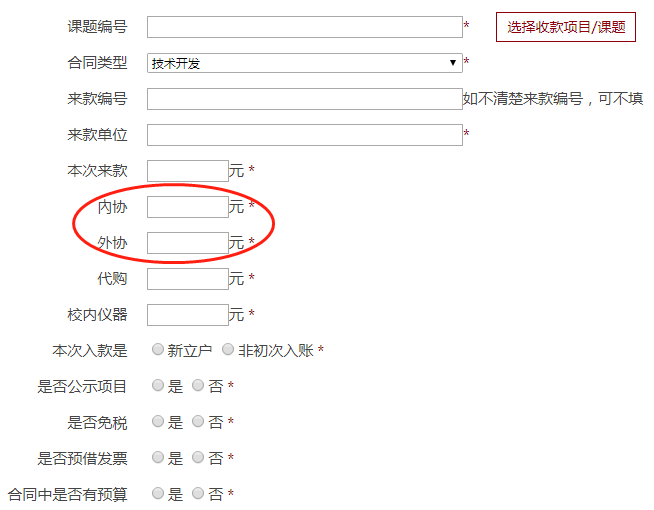 课题编号 * 选择收款项目/课题
合同类型 技术开发 *
来款编号 如不清楚来款编号，可不填
来款单位 *
本次来款 元 *
内协 元 *
外协 元 *
代购 元 *
校内仪器 元 *
本次入款是 新立户 非初次入账 *
是否公示项目 是 否 *
是否免税 是 否 *
是否预借发票 是 否 *
合同中是否有预算 是 否 *